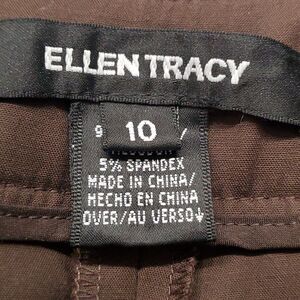 ELLEN TRACY
10
9 /
5% SPANDEX
MADE IN CHINA/
HECHO EN CHINA
OVER/AU VERSO↓